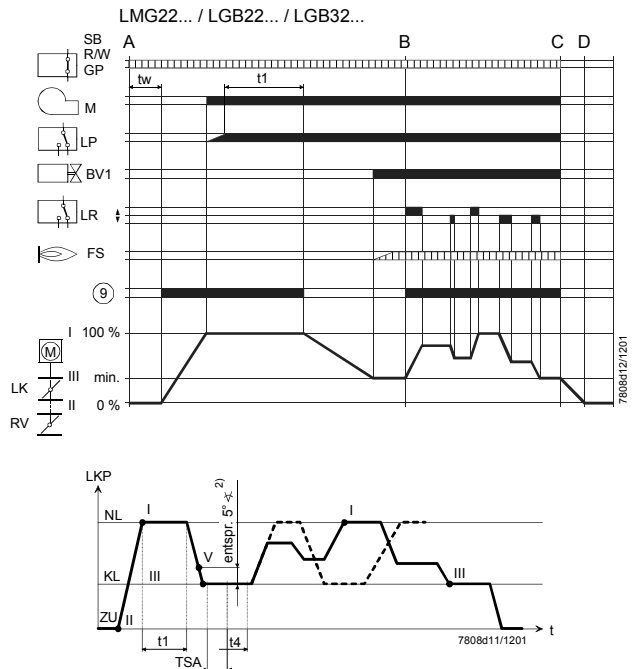 LMG22... / LGB22... / LGB32...
A B C D
SB
R/W
GP
tw
t1
M
LP
BV1
LR
FS
9
I 100 %
M
III min.
LK
II 0 %
RV
7808d12/1201
LKP
entspr. 5° ∢ 2)
NL I I
V
KL III III
ZU II
t
t1 t4
TSA
7808d11/1201